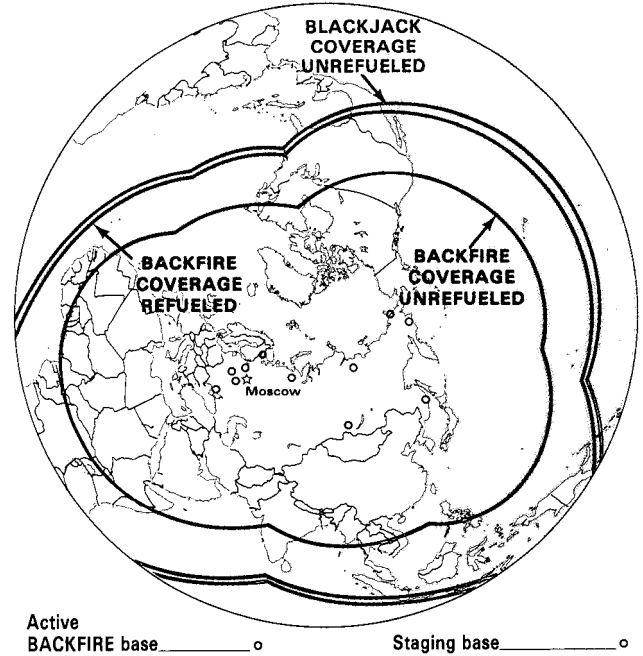 BLACKJACK
COVERAGE
UNREFUELED
BACKFIRE
COVERAGE
REFUELED
BACKFIRE
COVERAGE
UNREFUELED
Moscow
Active
BACKFIRE base
Staging base